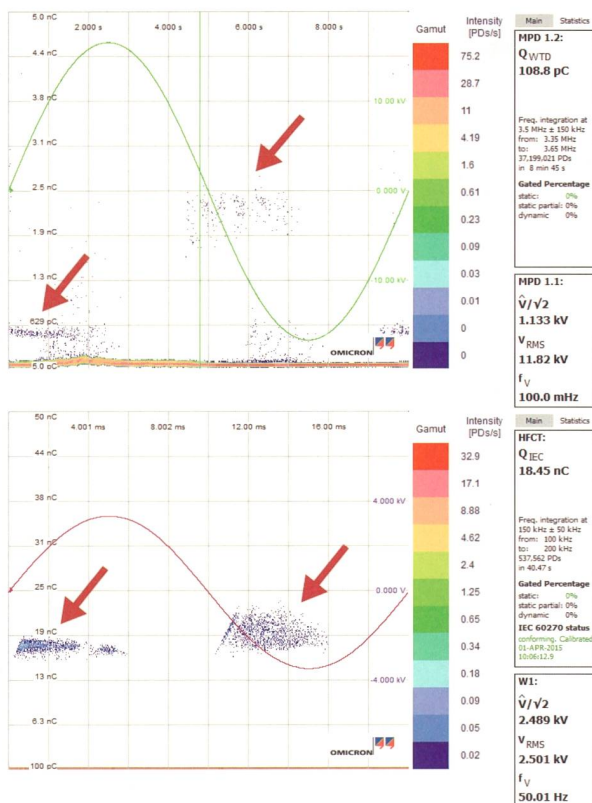 5.0 nC
2.000 s
4.000 s
6.000 s
8.000 s
4.4 nC
3.8 nC
10.00 kV
3.1 nC
2.5 nC
0.000 V
1.9 nC
1.3 nC
10.00 kV
629 pC
OMICRON
5.0 pC
Gamut
Intensity
[PDs/s]
75.2
28.7
11
4.19
1.6
0.61
0.23
0.09
0.03
0.01
0
0
Main
Statistics
MPD 1.2:
Q WTD
108.8 pC
Freq. integration at
3.5 MHz ± 150 kHz
from: 3.35 MHz
to: 3.65 MHz
37,199,021 PDs
in 8 min 45 s
Gated Percentage
static: 0%
static partial: 0%
dynamic 0%
MPD 1.1:
V̂/√2
1.133 kV
V RMS
11.82 kV
f V
100.0 mHz
50 nC
4.001 ms
8.002 ms
12.00 ms
16.00 ms
44 nC
38 nC
4.000 kV
31 nC
25 nC
0.000 V
19 nC
13 nC
-4.000 kV
6.3 nC
OMICRON
100 pC
Gamut
Intensity
[PDs/s]
32.9
17.1
8.88
4.62
2.4
1.25
0.65
0.34
0.18
0.09
0.05
0.02
Main
Statistics
HFCT:
Q IEC
18.45 nC
Freq. integration at
150 kHz ± 50 kHz
from: 100 kHz
to: 200 kHz
537,562 PDs
in 40.47 s
Gated Percentage
static: 0%
static partial: 0%
dynamic 0%
IEC 60270 status
conforming. Calibrated
01-APR-2015
10:06:12.9
W1:
V̂/√2
2.489 kV
V RMS
2.501 kV
f V
50.01 Hz